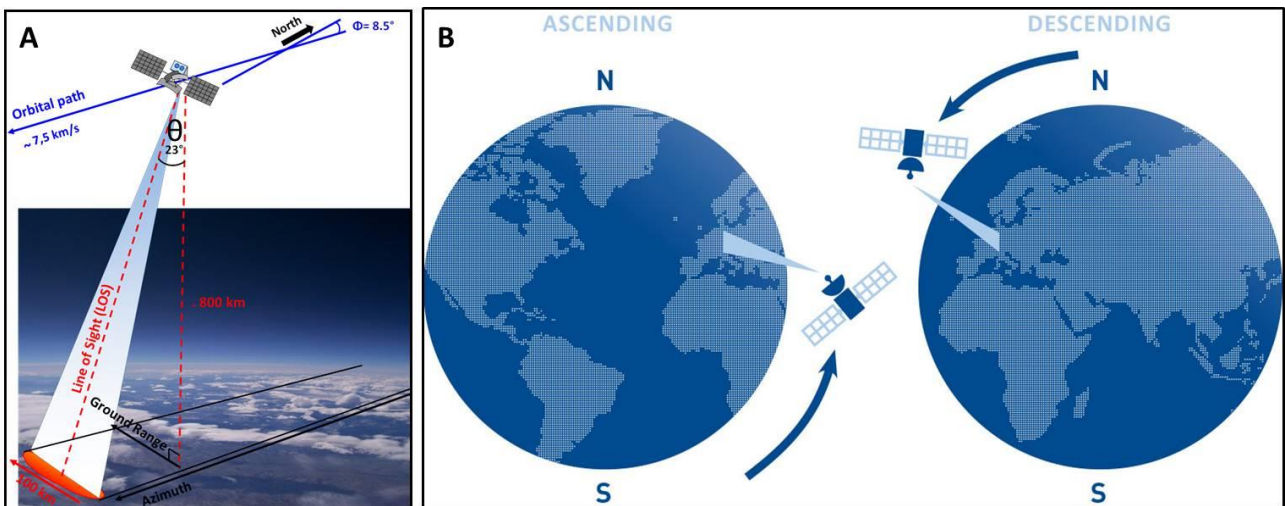 A
North
Φ= 8.5°
Orbital path
~ 7,5 km/s
θ
23°
Line of Sight (LOS)
800 km
Ground Range
Azimuth
100 km
B
ASCENDING
DESCENDING
N
N
S
S